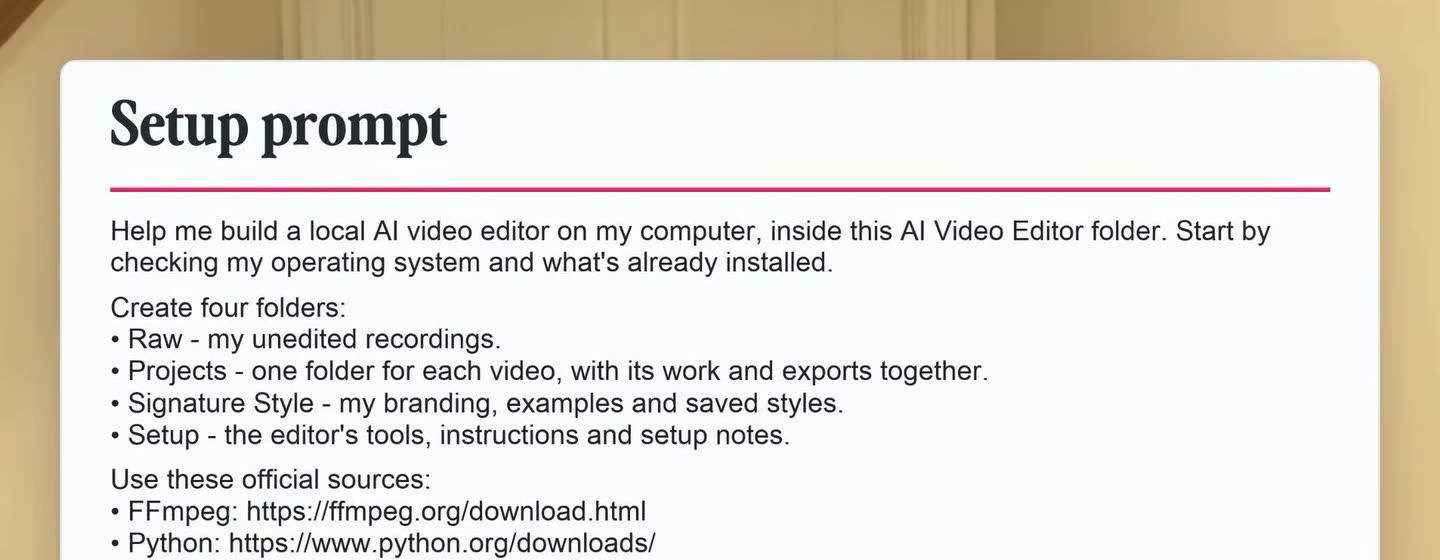 Setup prompt
Help me build a local AI video editor on my computer, inside this AI Video Editor folder. Start by
checking my operating system and what's already installed.
Create four folders:
• Raw - my unedited recordings.
• Projects - one folder for each video, with its work and exports together.
• Signature Style - my branding, examples and saved styles.
• Setup - the editor's tools, instructions and setup notes.
Use these official sources:
• FFmpeg: https://ffmpeg.org/download.html
• Python: https://www.python.org/downloads/